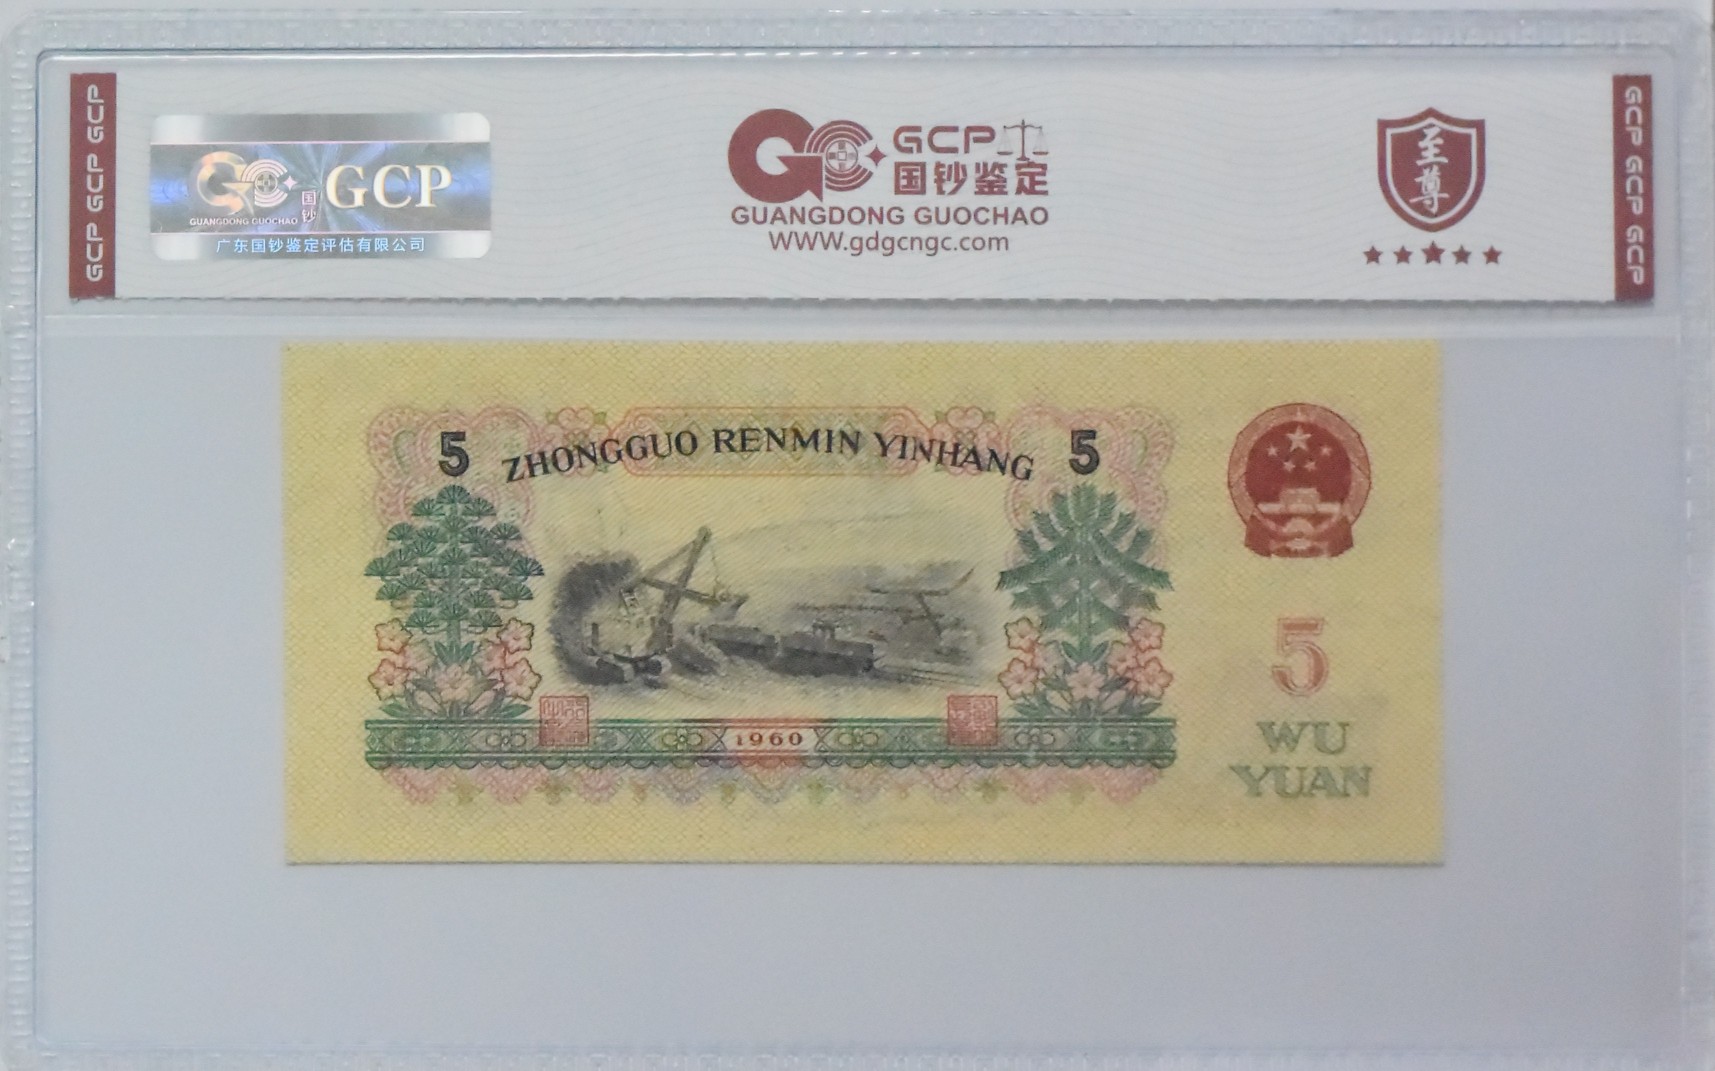 GCP GCP GCP
GCP
国钞
GUANGDONG GUOCHAO
广东国钞鉴定评估有限公司
GCP
国钞鉴定
GUANGDONG GUOCHAO
WWW.gdgcngc.com
至尊
GCP GCP GCP
5 ZHONGGUO RENMIN YINHANG 5
1960
5
WU
YUAN